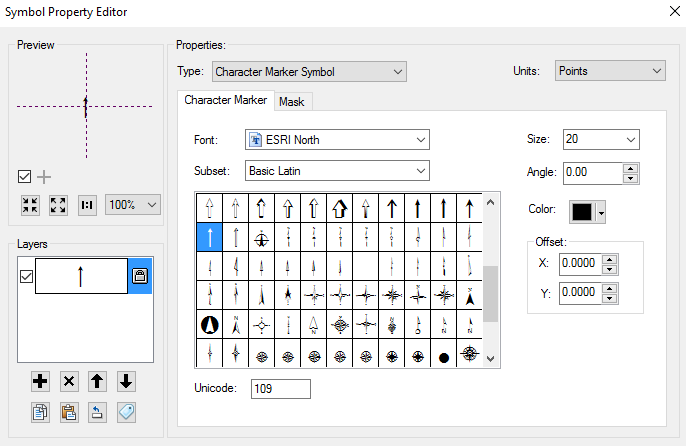 Symbol Property Editor
Preview
Properties:
Type: Character Marker Symbol
Units: Points
Character Marker
Mask
Font: ESRI North
Size: 20
Subset: Basic Latin
Angle: 0.00
Color:
1:1
100%
Layers
Offset:
X: 0.0000
Y: 0.0000
Unicode: 109